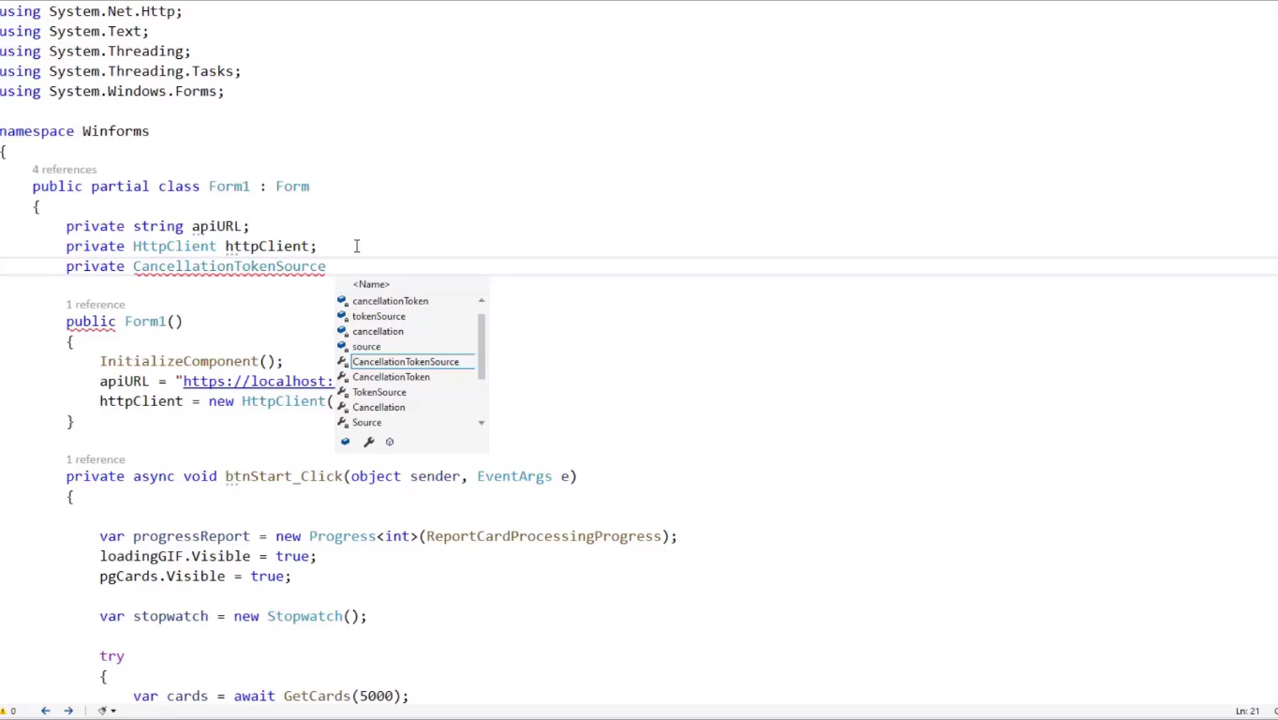 using System.Net.Http;
using System.Text;
using System.Threading;
using System.Threading.Tasks;
using System.Windows.Forms;
namespace Winforms
{
4 references
public partial class Form1 : Form
{
private string apiURL;
private HttpClient httpClient;
private CancellationTokenSource
<Name>
cancellationToken
tokenSource
cancellation
source
CancellationTokenSource
CancellationToken
TokenSource
Cancellation
Source
1 reference
public Form1()
{
InitializeComponent();
apiURL = "https://localhost:
httpClient = new HttpClient(
}
1 reference
private async void btnStart_Click(object sender, EventArgs e)
{
var progressReport = new Progress<int>(ReportCardProcessingProgress);
loadingGIF.Visible = true;
pgCards.Visible = true;
var stopwatch = new Stopwatch();
try
{
var cards = await GetCards(5000);
0
Ln: 21